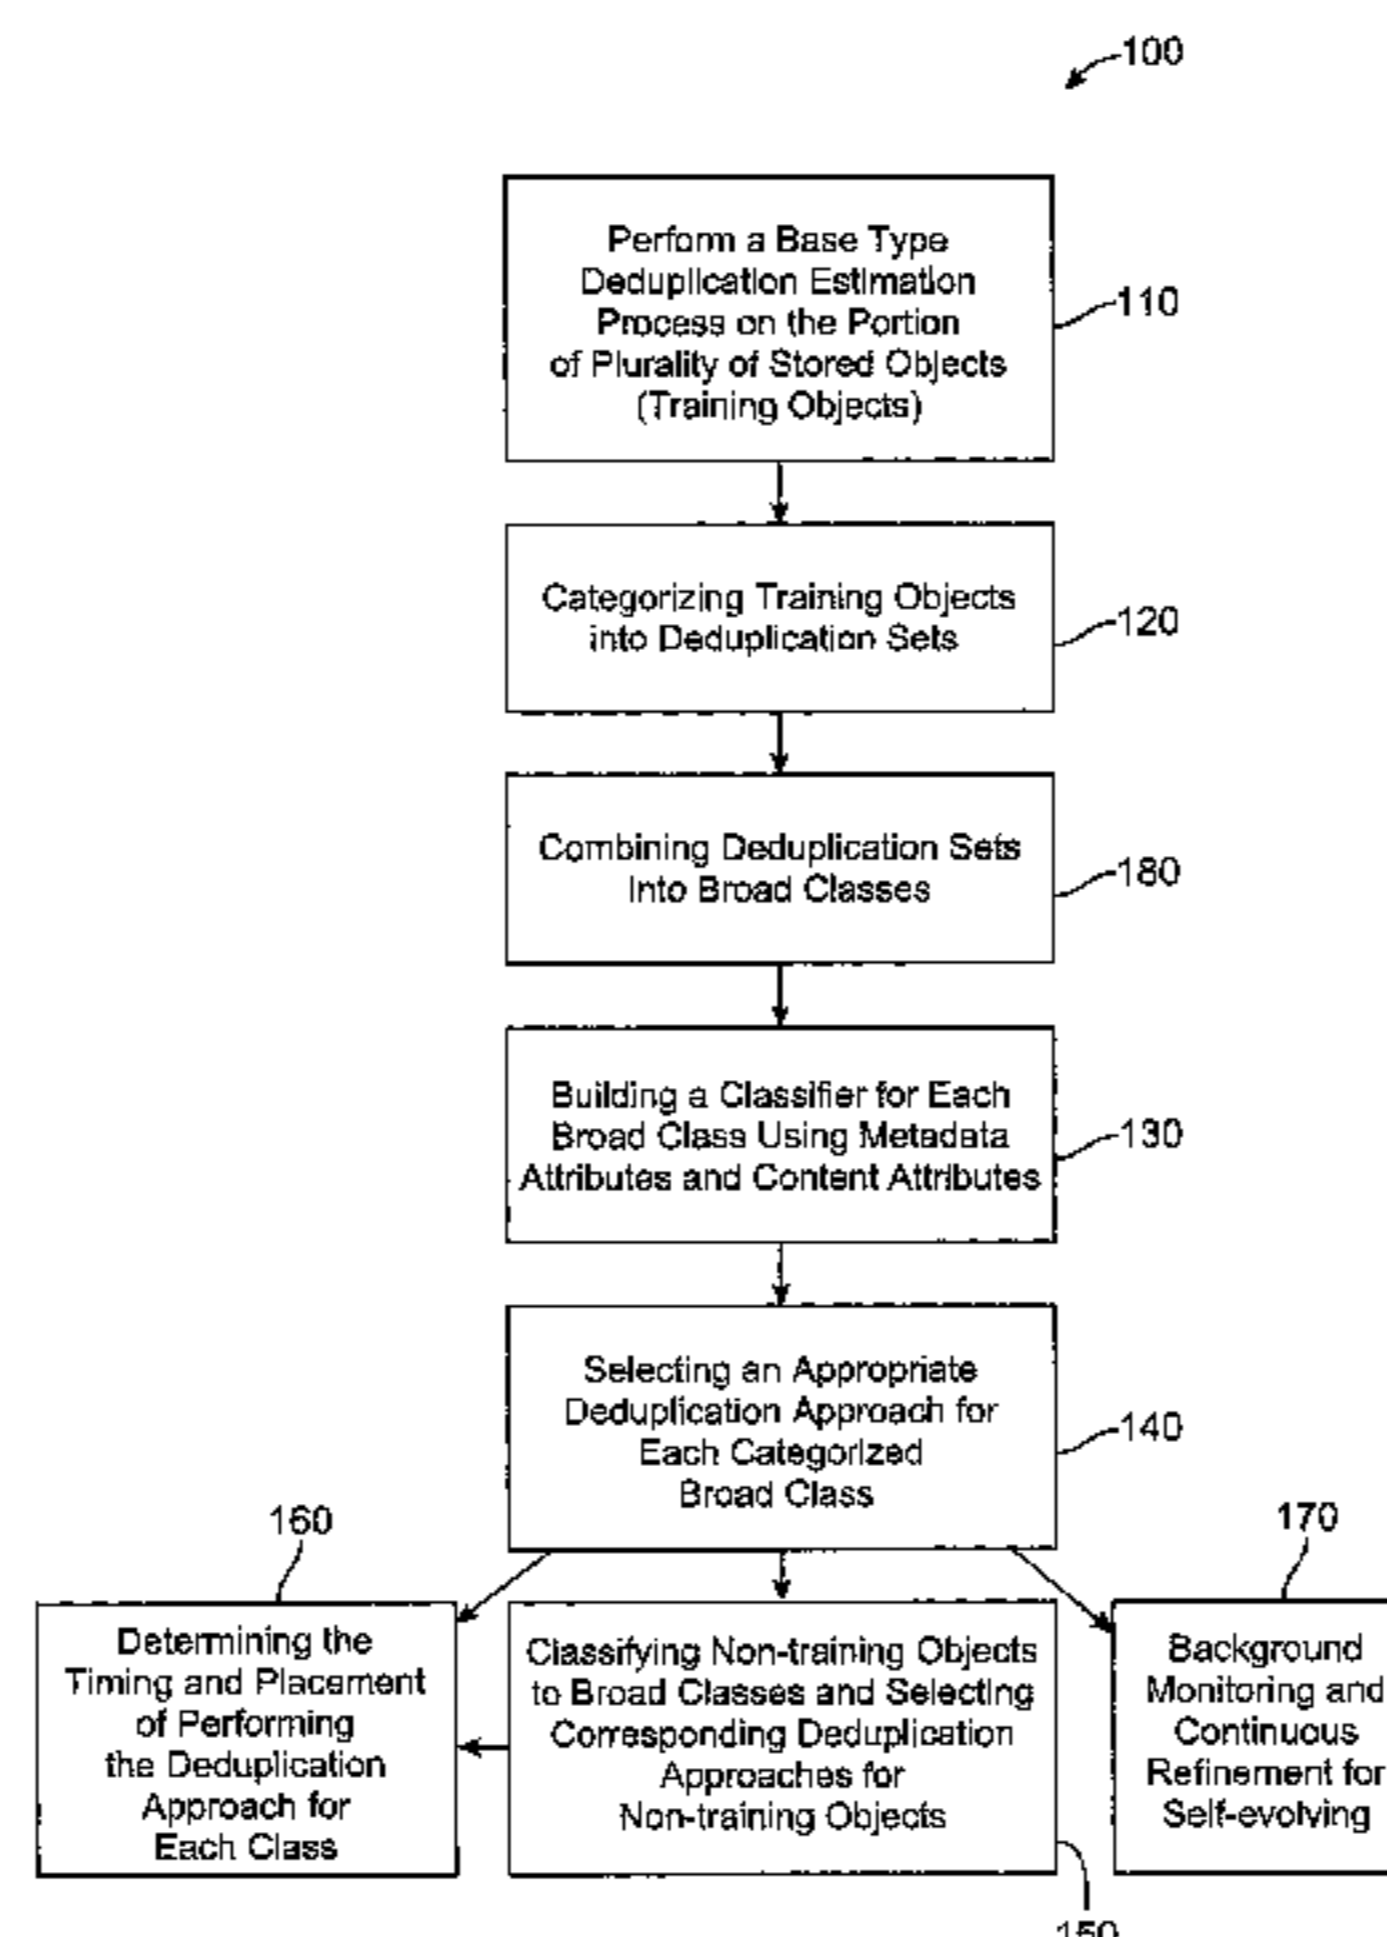 100
Perform a Base Type
Deduplication Estimation
Process on the Portion
of Plurality of Stored Objects
(Training Objects)
110
Categorizing Training Objects
into Deduplication Sets
120
Combining Deduplication Sets
Into Broad Classes
180
Building a Classifier for Each
Broad Class Using Metadata
Attributes and Content Attributes
130
Selecting an Appropriate
Deduplication Approach for
Each Categorized
Broad Class
140
160
Determining the
Timing and Placement
of Performing
the Deduplication
Approach for
Each Class
Classifying Non-training Objects
to Broad Classes and Selecting
Corresponding Deduplication
Approaches for
Non-training Objects
150
170
Background
Monitoring and
Continuous
Refinement for
Self-evolving